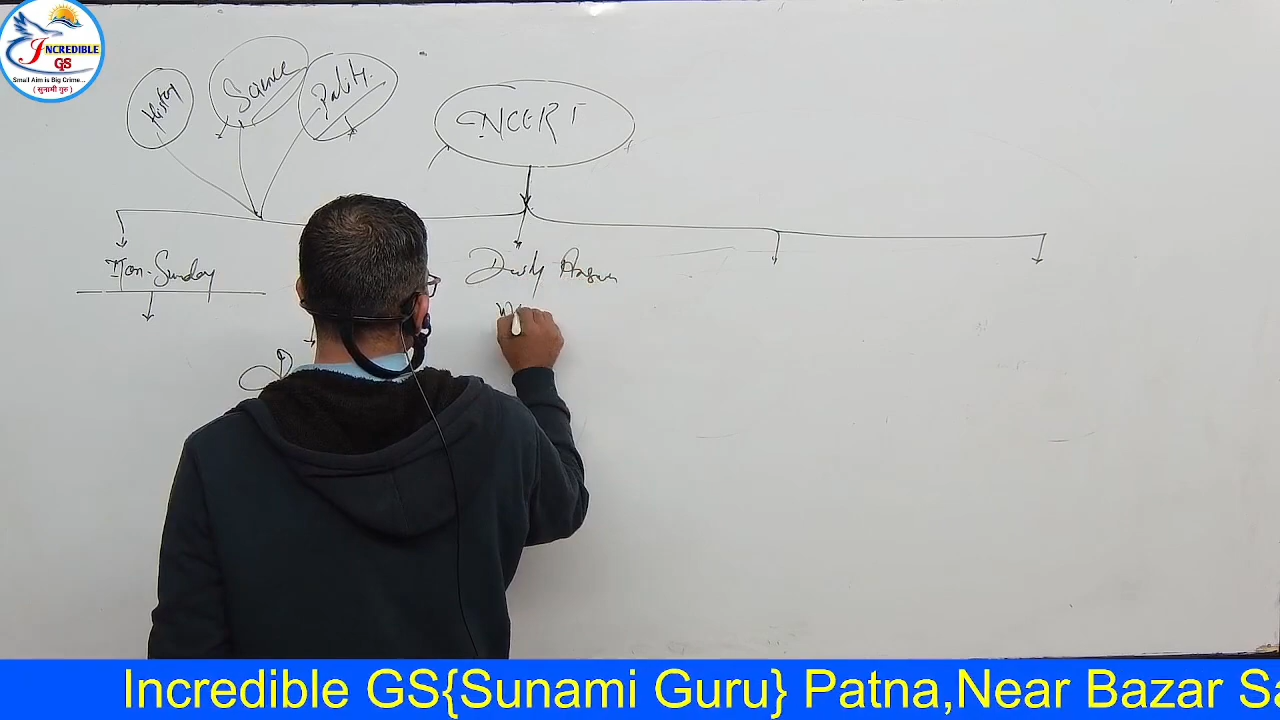 INCREDIBLE
GS
Small Aim is Big Crime...
( सुनामी गुरु )
History
Science
Polity
NCERT
Mon. Sunday
Daily Answer
Incredible GS{Sunami Guru} Patna,Near Bazar Sa